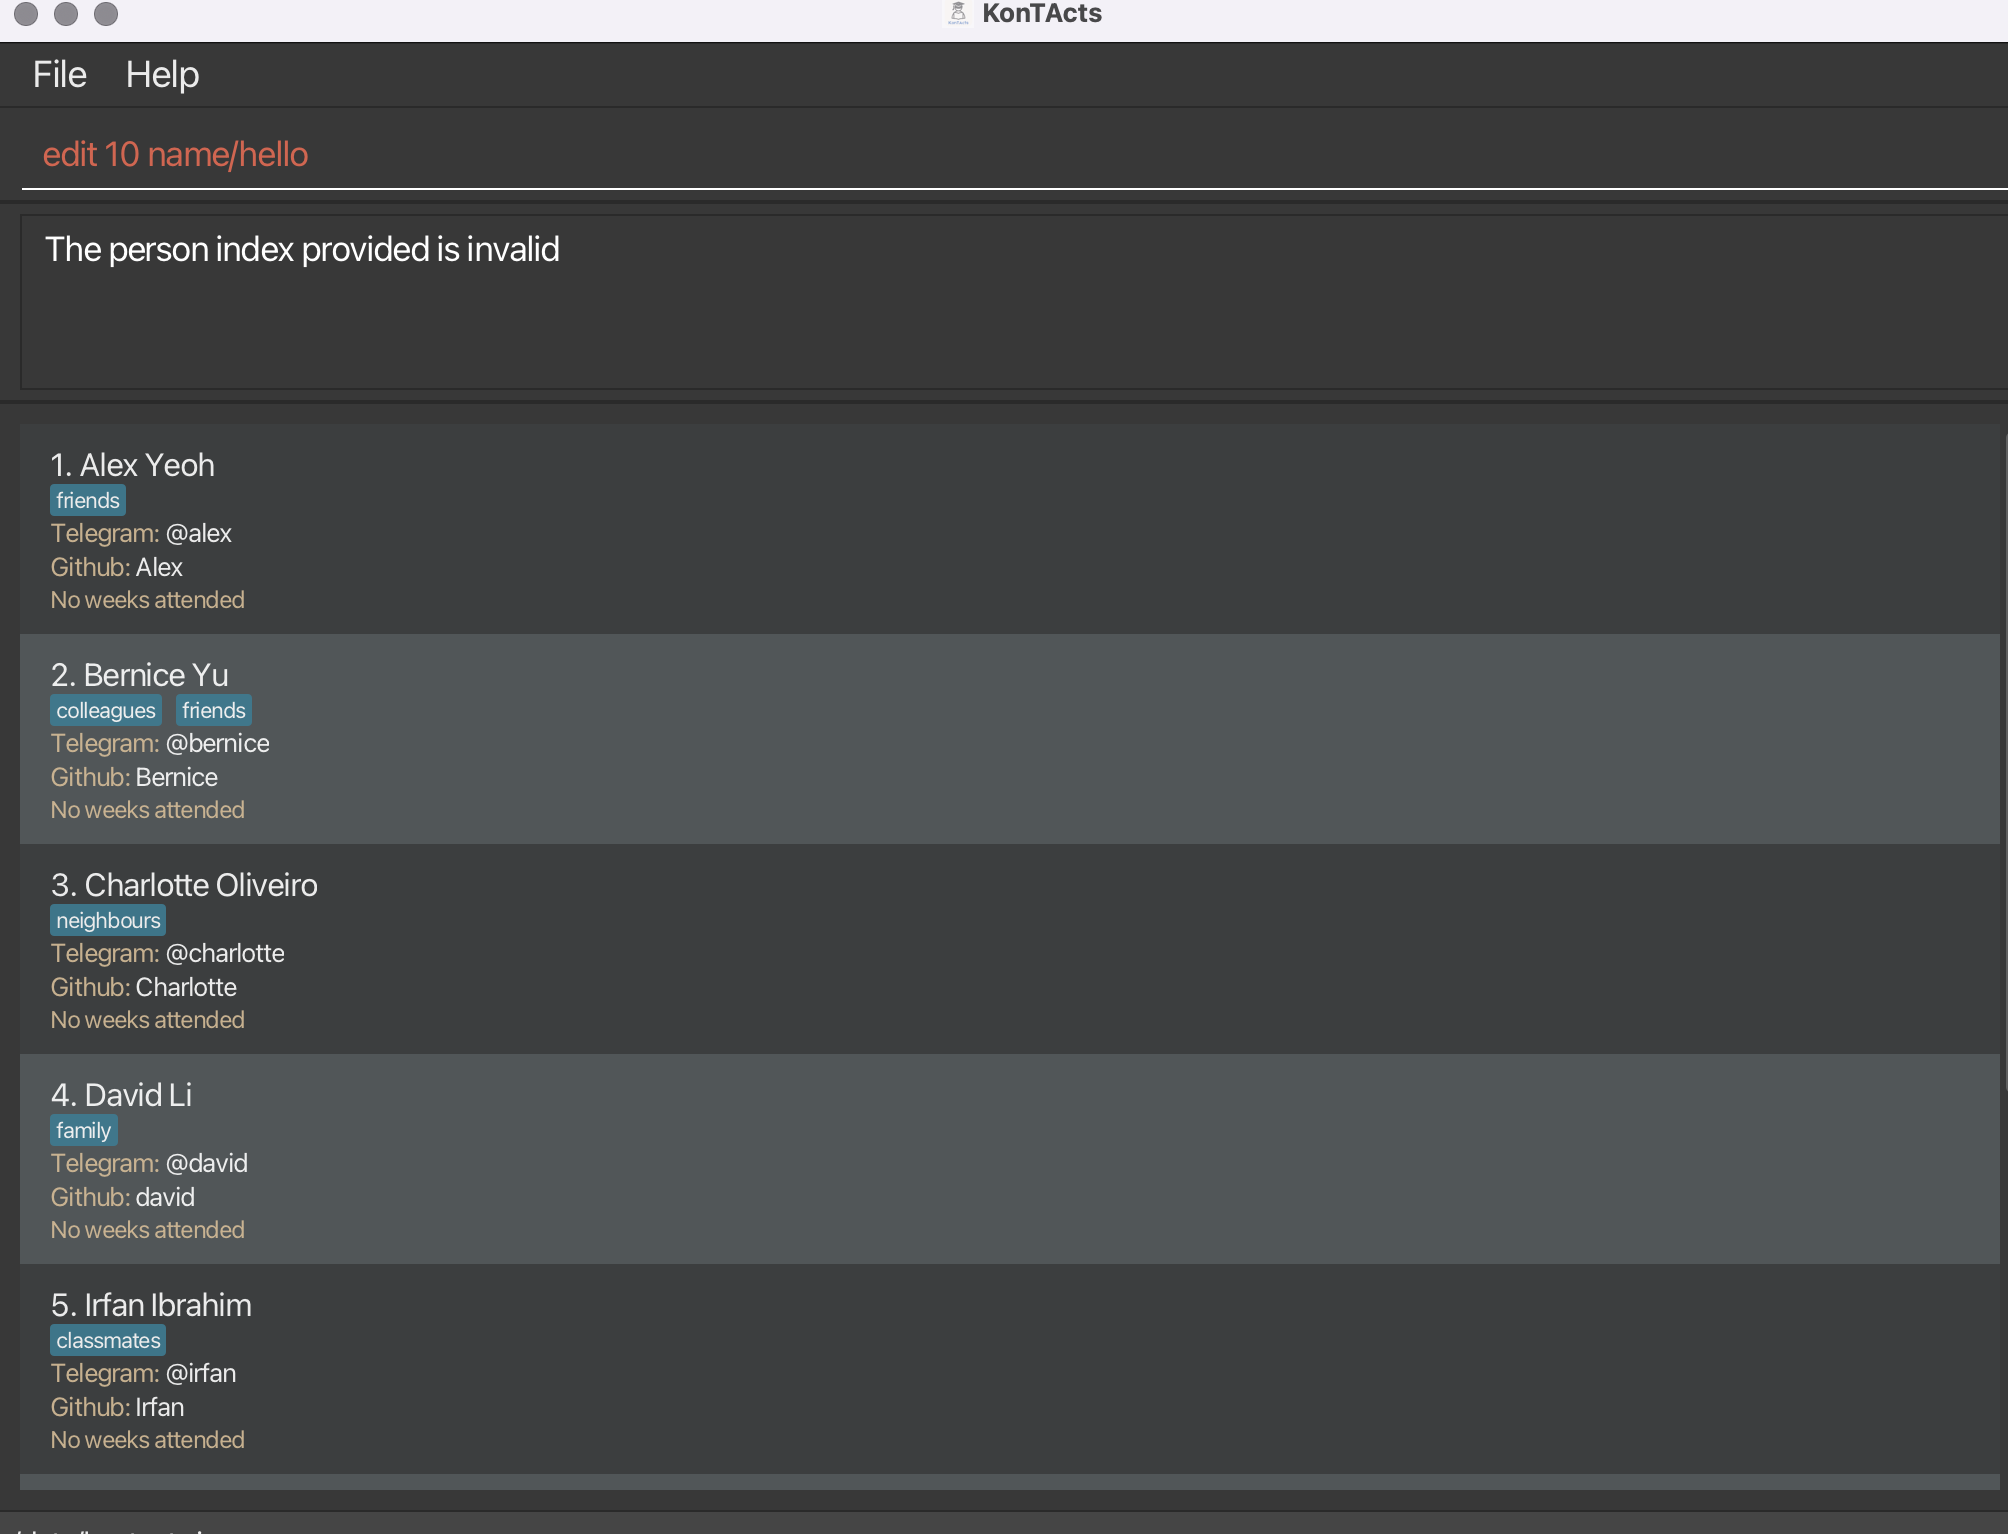 KonTActs
File Help
edit 10 name/hello
The person index provided is invalid
1. Alex Yeoh
friends
Telegram: @alex
Github: Alex
No weeks attended
2. Bernice Yu
colleagues friends
Telegram: @bernice
Github: Bernice
No weeks attended
3. Charlotte Oliveiro
neighbours
Telegram: @charlotte
Github: Charlotte
No weeks attended
4. David Li
family
Telegram: @david
Github: david
No weeks attended
5. Irfan Ibrahim
classmates
Telegram: @irfan
Github: Irfan
No weeks attended